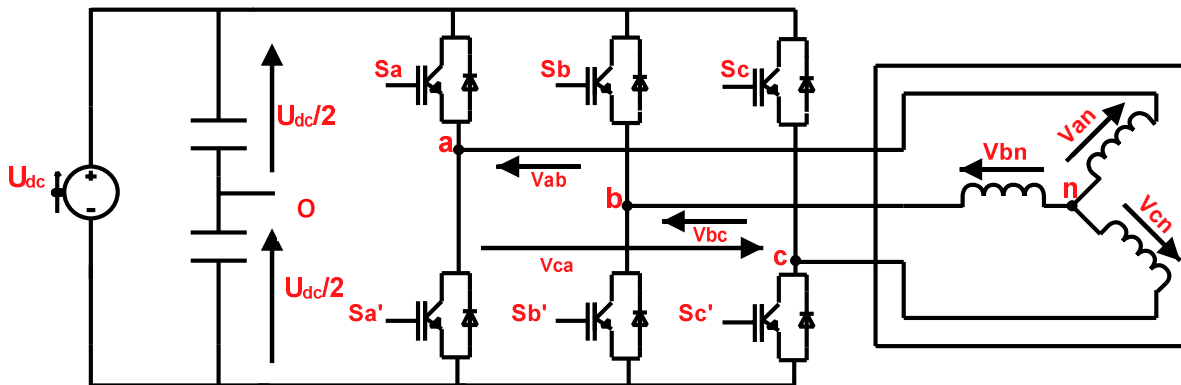 Sa
Sb
Sc
Udc/2
Van
a
Vbn
Udc
+
-
Vab
n
O
b
Vbc
Vcn
Vca
c
Udc/2
Sa'
Sb'
Sc'